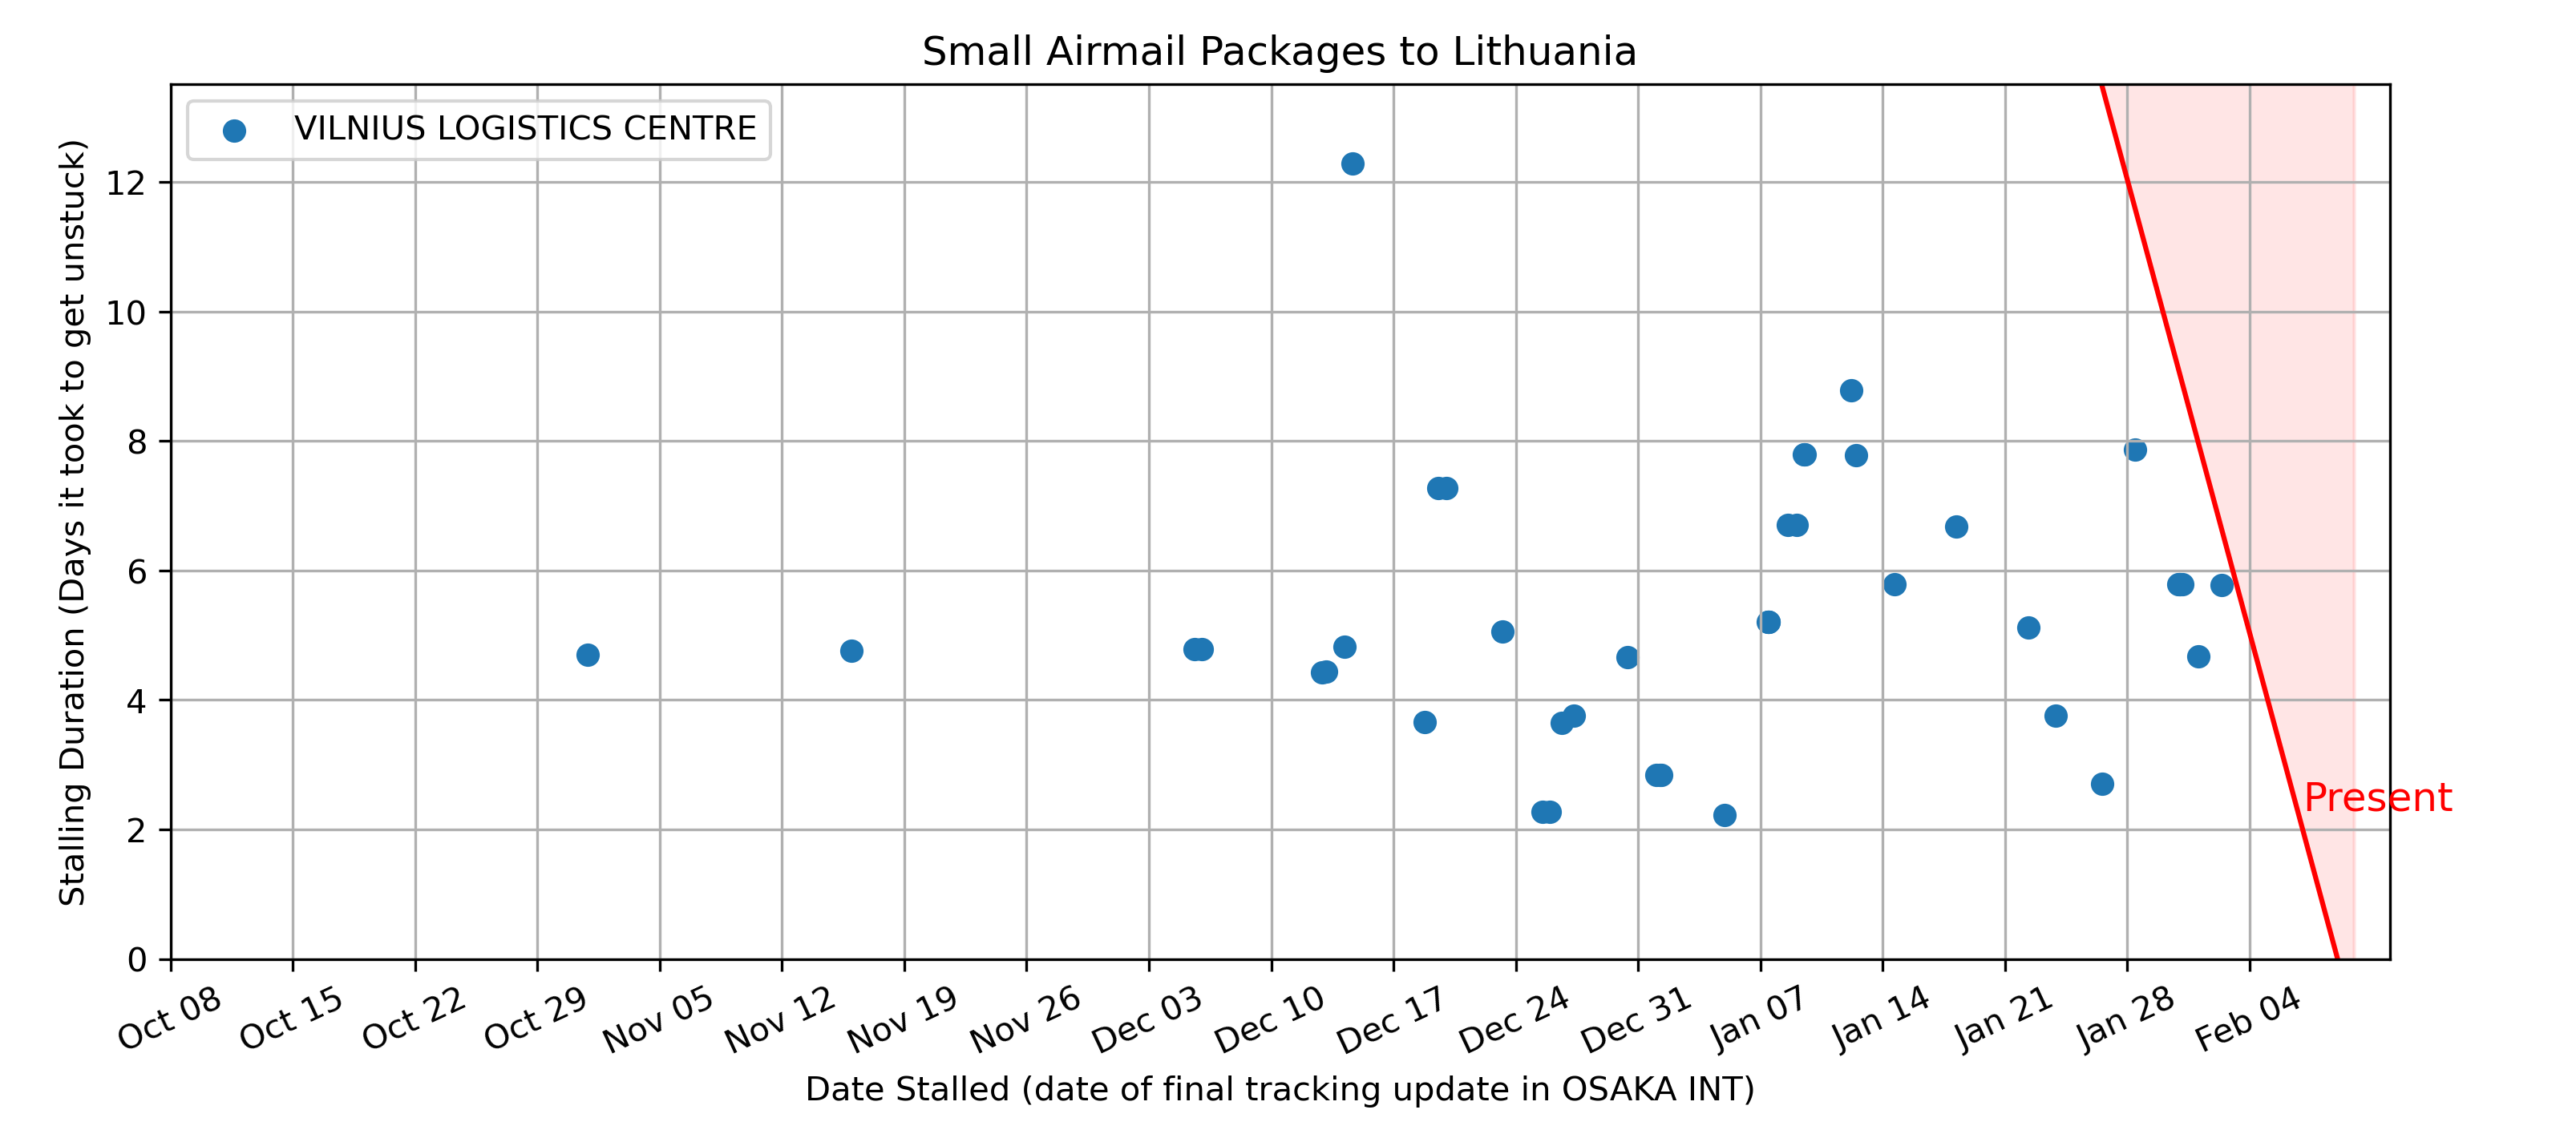 Small Airmail Packages to Lithuania
VILNIUS LOGISTICS CENTRE
Stalling Duration (Days it took to get unstuck)
12
10
8
6
4
2
0
Present
Oct 08
Oct 15
Oct 22
Oct 29
Nov 05
Nov 12
Nov 19
Nov 26
Dec 03
Dec 10
Dec 17
Dec 24
Dec 31
Jan 07
Jan 14
Jan 21
Jan 28
Feb 04
Date Stalled (date of final tracking update in OSAKA INT)